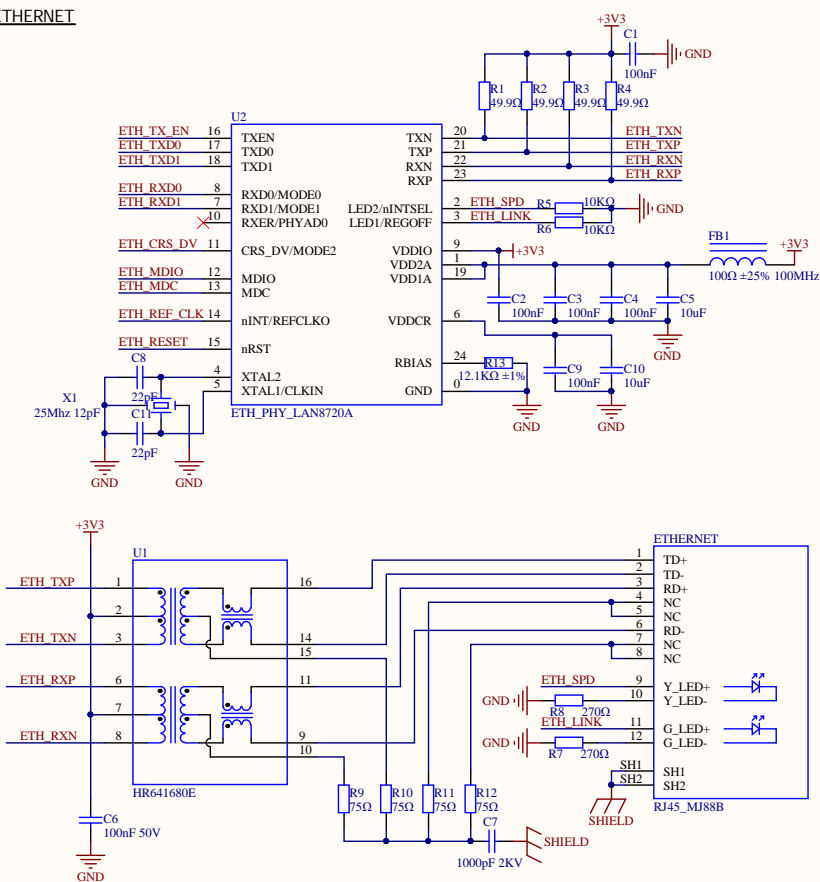 ETHERNET
+3V3
C1
100nF
GND
R1
49.9Ω
R2
49.9Ω
R3
49.9Ω
R4
49.9Ω
U2
ETH_TX_EN 16 TXEN
ETH_TXD0 17 TXD0
ETH_TXD1 18 TXD1
ETH_RXD0 8 RXD0/MODE0
ETH_RXD1 7 RXD1/MODE1
10 RXER/PHYAD0
ETH_CRS_DV 11 CRS_DV/MODE2
ETH_MDIO 12 MDIO
ETH_MDC 13 MDC
ETH_REF_CLK 14 nINT/REFCLKO
ETH_RESET 15 nRST
4 XTAL2
5 XTAL1/CLKIN
TXN 20 ETH_TXN
TXP 21 ETH_TXP
RXN 22 ETH_RXN
RXP 23 ETH_RXP
LED2/nINTSEL 2 ETH_SPD R5 10KΩ
LED1/REGOFF 3 ETH_LINK R6 10KΩ
GND
VDDIO 9 +3V3
VDD2A 1
VDD1A 19
FB1
100Ω ±25% 100MHz
+3V3
C2
100nF
C3
100nF
C4
100nF
C5
10uF
GND
VDDCR 6
RBIAS 24 R13
12.1KΩ ±1%
GND 0
GND
C9
100nF
C10
10uF
GND
ETH_PHY_LAN8720A
C8
22pF
X1
25Mhz 12pF
C11
22pF
GND
GND
+3V3
U1
ETH_TXP 1
2
ETH_TXN 3
ETH_RXP 6
7
ETH_RXN 8
16
14
15
11
9
10
HR641680E
C6
100nF 50V
GND
R9
75Ω
R10
75Ω
R11
75Ω
R12
75Ω
C7
1000pF 2KV
SHIELD
ETHERNET
1 TD+
2 TD-
3 RD+
4 NC
5 NC
6 RD-
7 NC
8 NC
ETH_SPD 9 Y_LED+
GND R8 270Ω 10 Y_LED-
ETH_LINK 11 G_LED+
GND R7 270Ω 12 G_LED-
SH1 SH1
SH2 SH2
SHIELD
RJ45_MJ88B